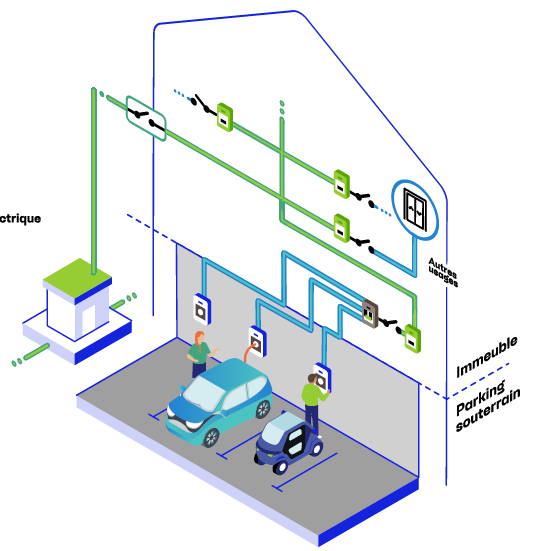 ctrique
Autres
usages
Immeuble
Parking
souterrain